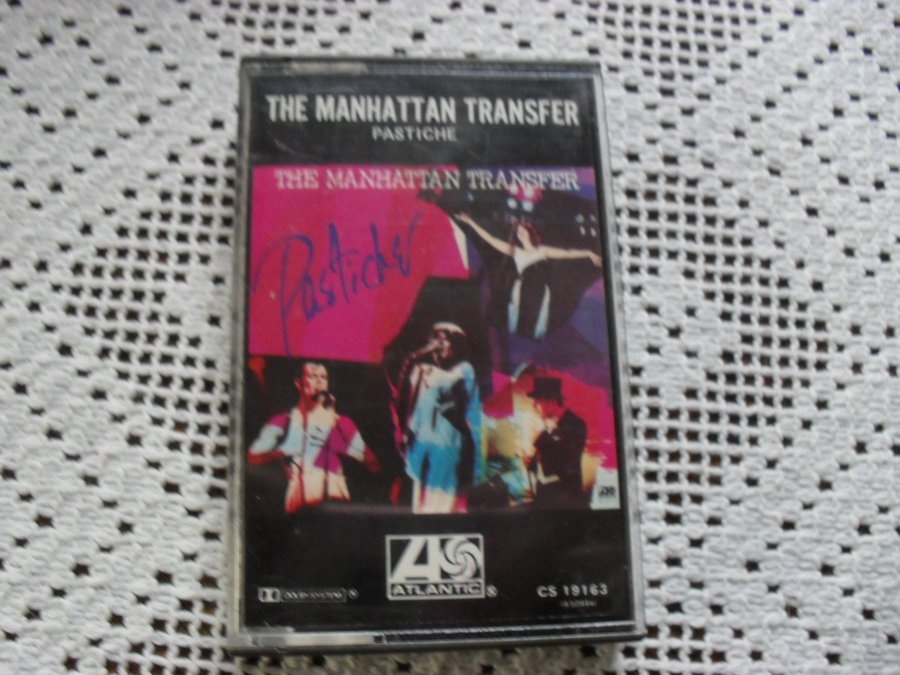 THE MANHATTAN TRANSFER
PASTICHE
THE MANHATTAN TRANSFER
Pastiche
ATLANTIC ®
CS 19163